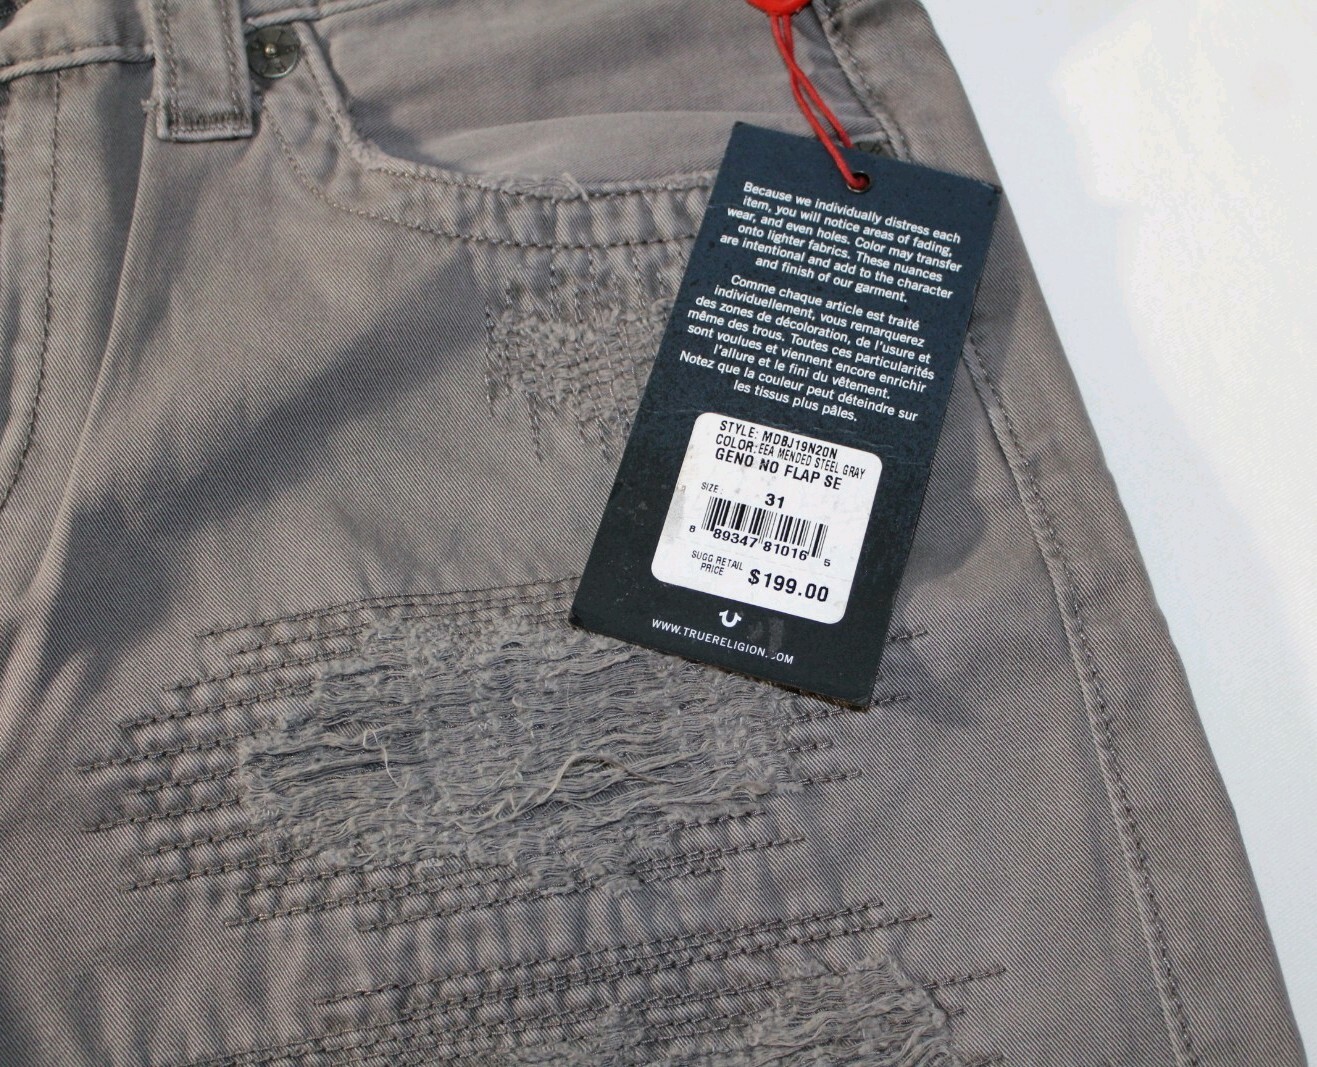 Because we individually distress each
item, you will notice areas of fading,
wear, and even holes. Color may transfer
onto lighter fabrics. These nuances
are intentional and add to the character
and finish of our garment.
Comme chaque article est traité
individuellement, vous remarquerez
des zones de décoloration, de l'usure et
même des trous. Toutes ces particularités
sont voulues et viennent encore enrichir
l'allure et le fini du vêtement.
Notez que la couleur peut déteindre sur
les tissus plus pâles.
STYLE: MDBJ19N20N
COLOR: EEA MENDED STEEL GRAY
GENO NO FLAP SE
SIZE: 31
8 89347 81016 5
SUGG RETAIL
PRICE $199.00
WWW.TRUERELIGION.COM